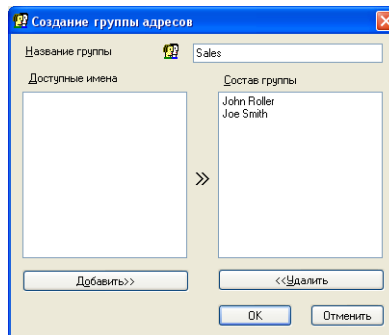 Создание группы адресов
Название группы
Sales
Доступные имена
Состав группы
John Roller
Joe Smith
»
Добавить>>
<<Удалить
OK
Отменить